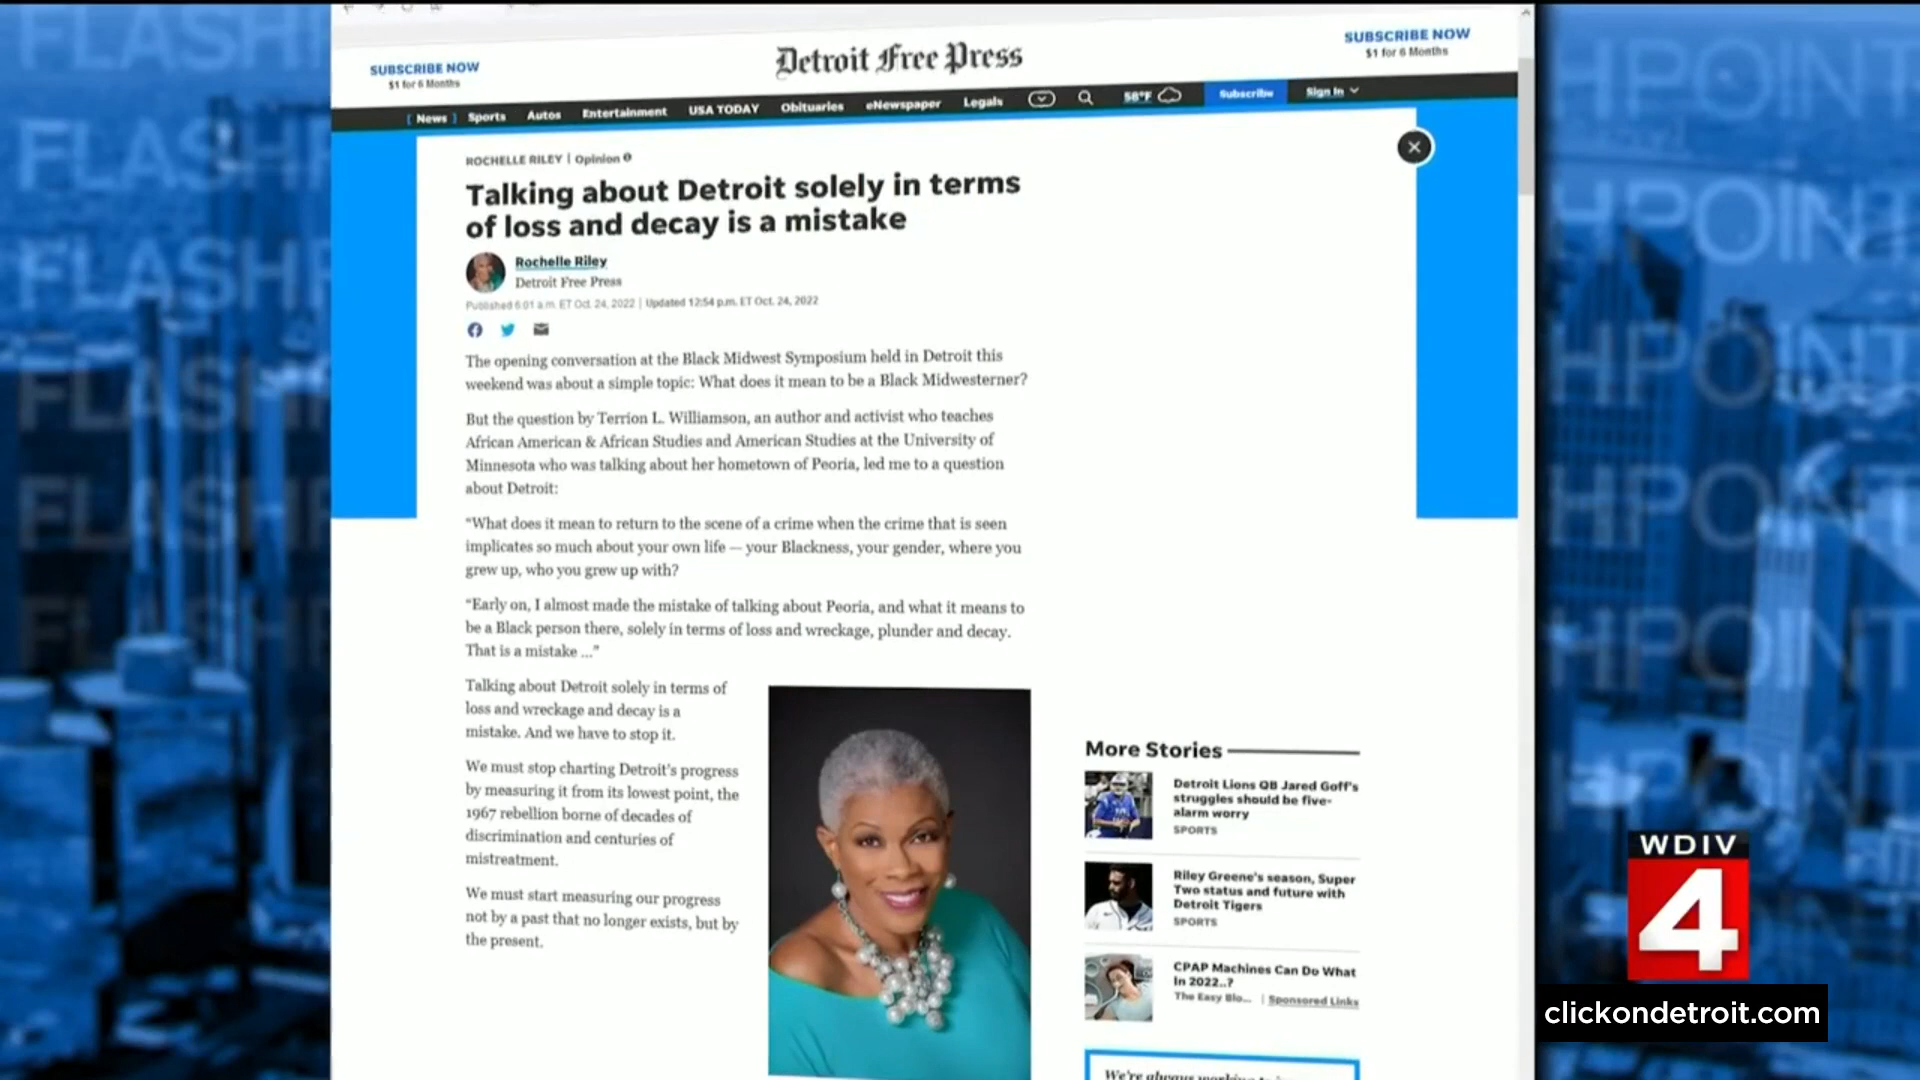 SUBSCRIBE NOW
$1 for 6 Months
Detroit Free Press
SUBSCRIBE NOW
$1 for 6 Months
[ News ] Sports Autos Entertainment USA TODAY Obituaries eNewspaper Legals 58°F Subscribe Sign In
ROCHELLE RILEY | Opinion
Talking about Detroit solely in terms
of loss and decay is a mistake
Rochelle Riley
Detroit Free Press
Published 6:01 a.m. ET Oct. 24, 2022 | Updated 12:54 p.m. ET Oct. 24, 2022
The opening conversation at the Black Midwest Symposium held in Detroit this
weekend was about a simple topic: What does it mean to be a Black Midwesterner?
But the question by Terrion L. Williamson, an author and activist who teaches
African American & African Studies and American Studies at the University of
Minnesota who was talking about her hometown of Peoria, led me to a question
about Detroit:
“What does it mean to return to the scene of a crime when the crime that is seen
implicates so much about your own life — your Blackness, your gender, where you
grew up, who you grew up with?
“Early on, I almost made the mistake of talking about Peoria, and what it means to
be a Black person there, solely in terms of loss and wreckage, plunder and decay.
That is a mistake ...”
Talking about Detroit solely in terms of
loss and wreckage and decay is a
mistake. And we have to stop it.
We must stop charting Detroit’s progress
by measuring it from its lowest point, the
1967 rebellion borne of decades of
discrimination and centuries of
mistreatment.
We must start measuring our progress
not by a past that no longer exists, but by
the present.
More Stories
Detroit Lions QB Jared Goff’s
struggles should be five-
alarm worry
SPORTS
Riley Greene’s season, Super
Two status and future with
Detroit Tigers
SPORTS
CPAP Machines Can Do What
In 2022..?
The Easy Blo... | Sponsored Links
We’re always working to
FLASHP
FLASHP
FLASHP
FLASHP
FLASHP
FLASHP
HPOINT
HPOINT
HPOINT
HPOINT
HPOINT
HPOINT
WDIV
4
clickondetroit.com